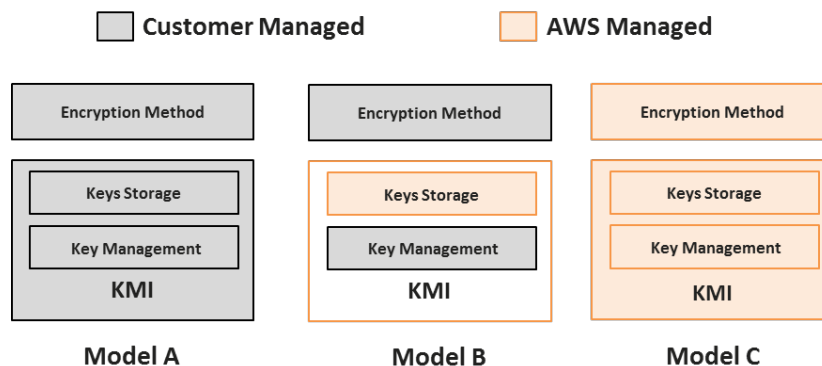 Customer Managed
AWS Managed
Encryption Method
Encryption Method
Encryption Method
Keys Storage
Keys Storage
Keys Storage
Key Management
Key Management
Key Management
KMI
KMI
KMI
Model A
Model B
Model C